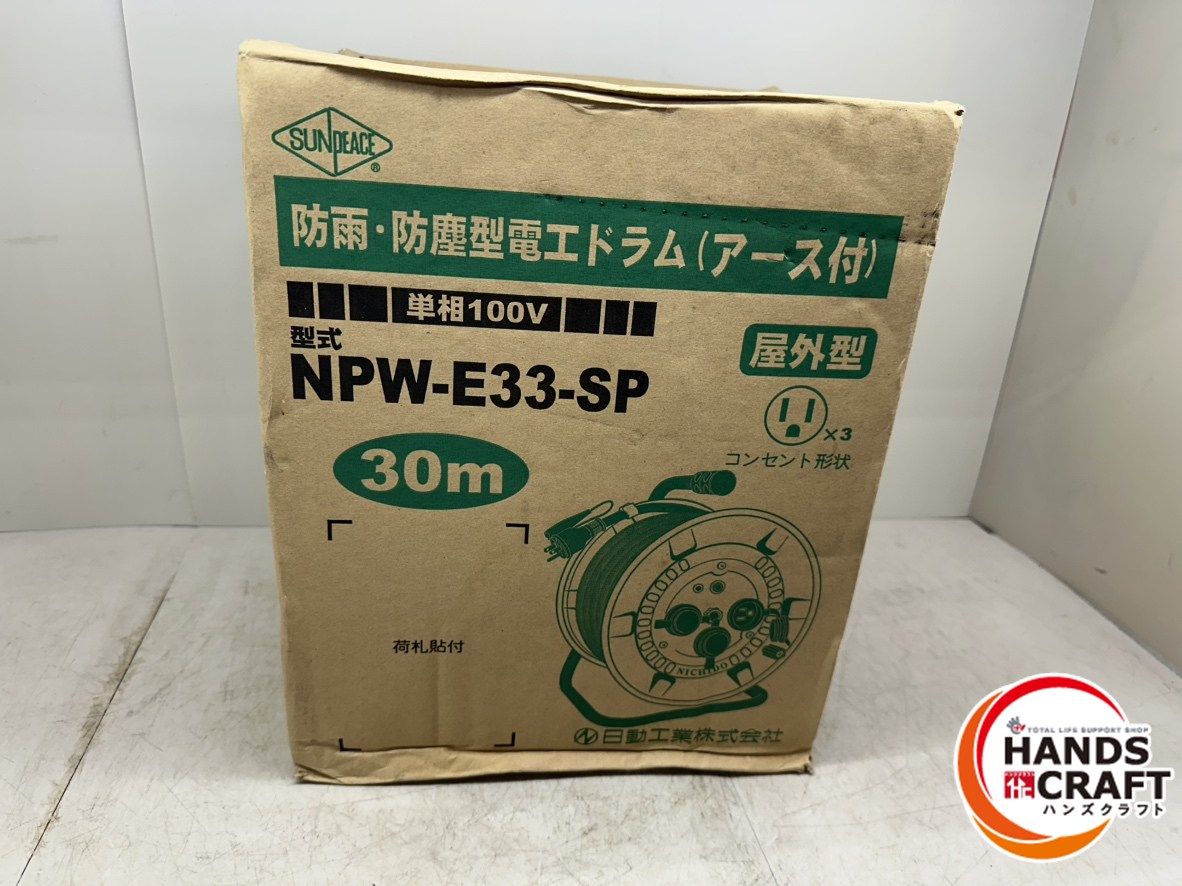 SUNPEACE®
防雨・防塵型電工ドラム(アース付)
単相100V
型式
NPW-E33-SP
屋外型
×3
コンセント形状
30m
荷札貼付
NICHIDO
日動工業株式会社
TOTAL LIFE SUPPORT SHOP
HANDS
CRAFT
ハンズクラフト